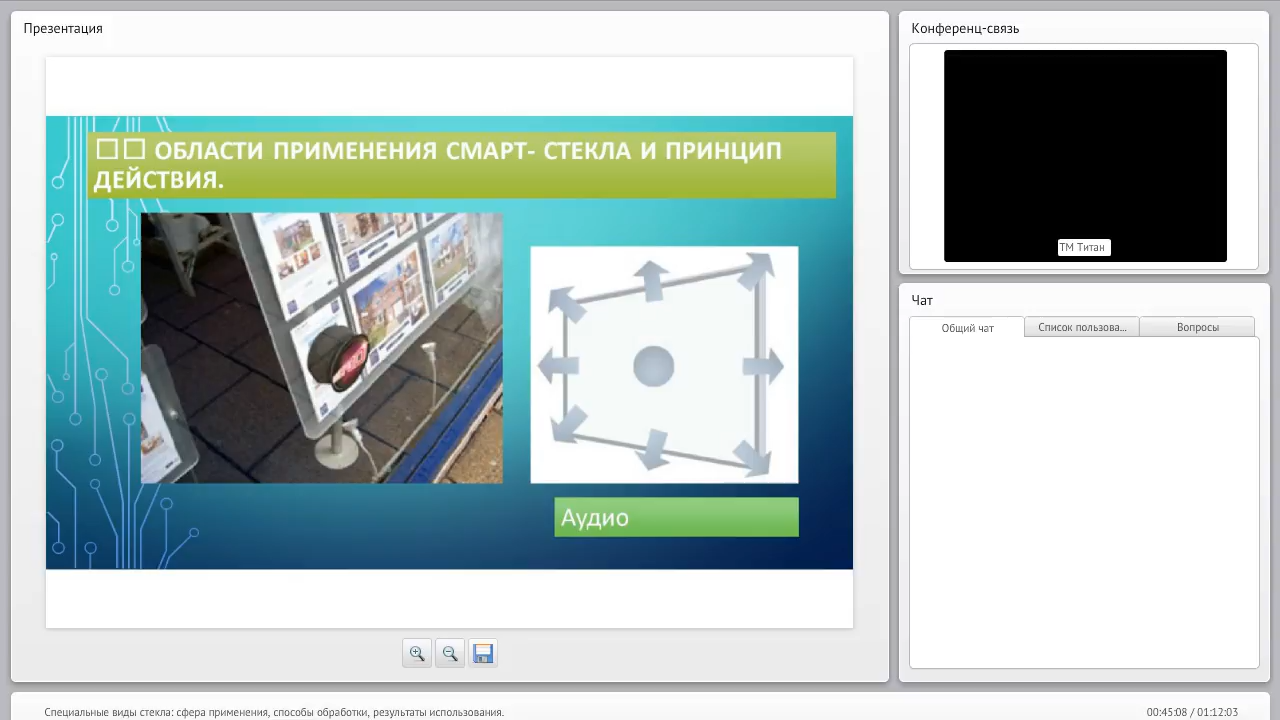 Презентация
□□ ОБЛАСТИ ПРИМЕНЕНИЯ СМАРТ- СТЕКЛА И ПРИНЦИП
ДЕЙСТВИЯ.
Аудио
Конференц-связь
ТМ Титан
Чат
Общий чат
Список пользова...
Вопросы
Специальные виды стекла: сфера применения, способы обработки, результаты использования.
00:45:08 / 01:12:03